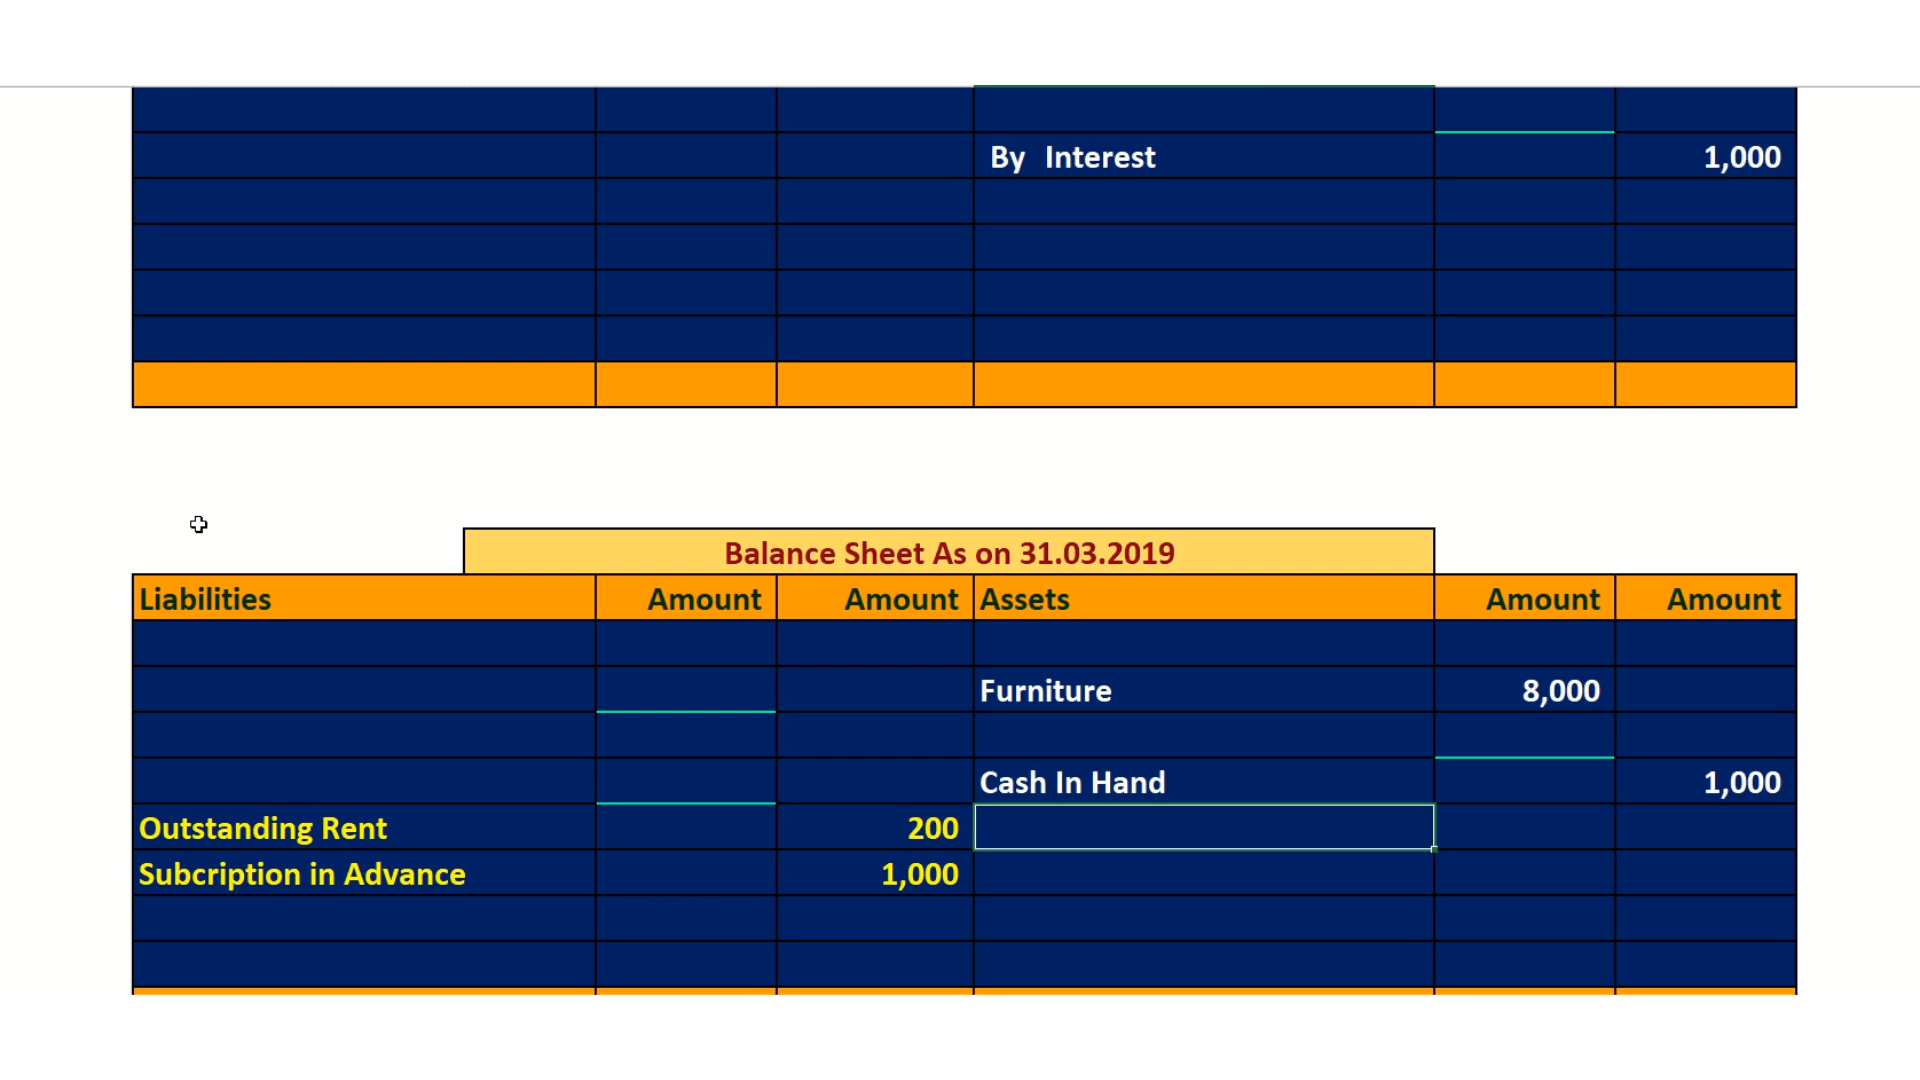 By Interest 1,000
Balance Sheet As on 31.03.2019
Liabilities Amount Amount Assets Amount Amount
Furniture 8,000
Cash In Hand 1,000
Outstanding Rent 200
Subcription in Advance 1,000